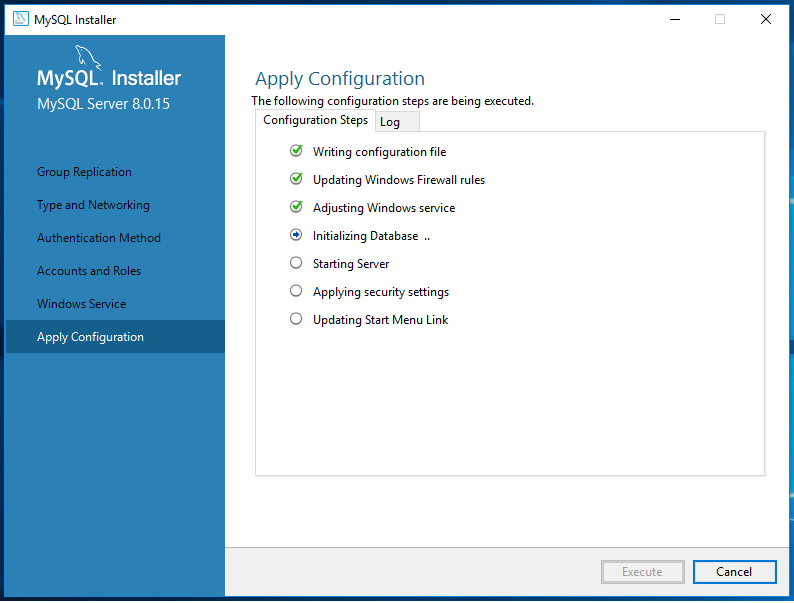 MySQL Installer
MySQL. Installer
MySQL Server 8.0.15
Group Replication
Type and Networking
Authentication Method
Accounts and Roles
Windows Service
Apply Configuration
Apply Configuration
The following configuration steps are being executed.
Configuration Steps Log
Writing configuration file
Updating Windows Firewall rules
Adjusting Windows service
Initializing Database ..
Starting Server
Applying security settings
Updating Start Menu Link
Execute Cancel